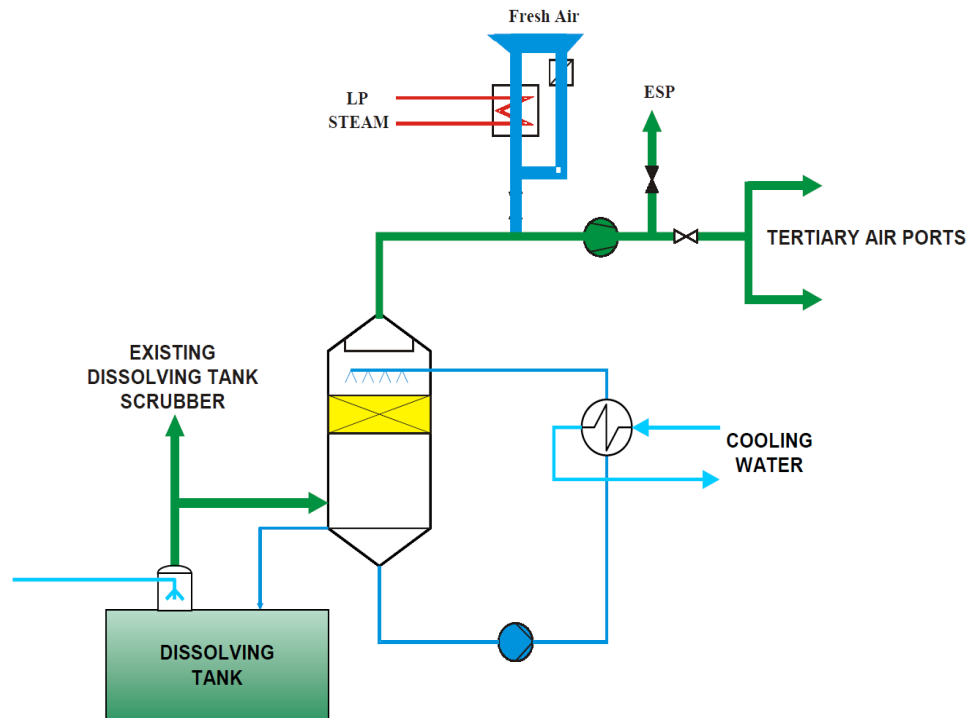 Fresh Air
LP
STEAM
ESP
TERTIARY AIR PORTS
EXISTING
DISSOLVING TANK
SCRUBBER
COOLING
WATER
DISSOLVING
TANK